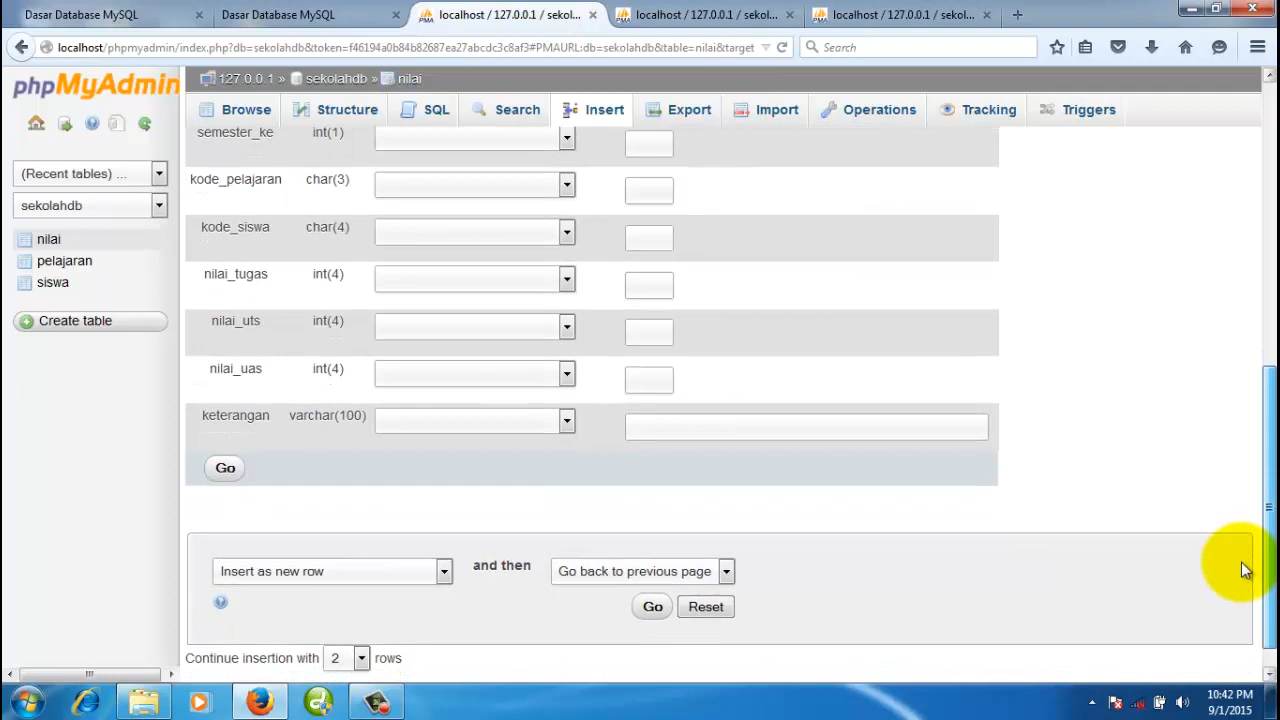 Dasar Database MySQL
Dasar Database MySQL
localhost / 127.0.0.1 / sekol...
localhost / 127.0.0.1 / sekol...
localhost / 127.0.0.1 / sekol...
localhost/phpmyadmin/index.php?db=sekolahdb&token=f46194a0b84b82687ea27abcdc3c8af3#PMAURL:db=sekolahdb&table=nilai&target
Search
phpMyAdmin
(Recent tables) ...
sekolahdb
nilai
pelajaran
siswa
Create table
127.0.0.1 » sekolahdb » nilai
Browse Structure SQL Search Insert Export Import Operations Tracking Triggers
semester_ke int(1)
kode_pelajaran char(3)
kode_siswa char(4)
nilai_tugas int(4)
nilai_uts int(4)
nilai_uas int(4)
keterangan varchar(100)
Go
Insert as new row and then Go back to previous page
Go Reset
Continue insertion with 2 rows
10:42 PM
9/1/2015